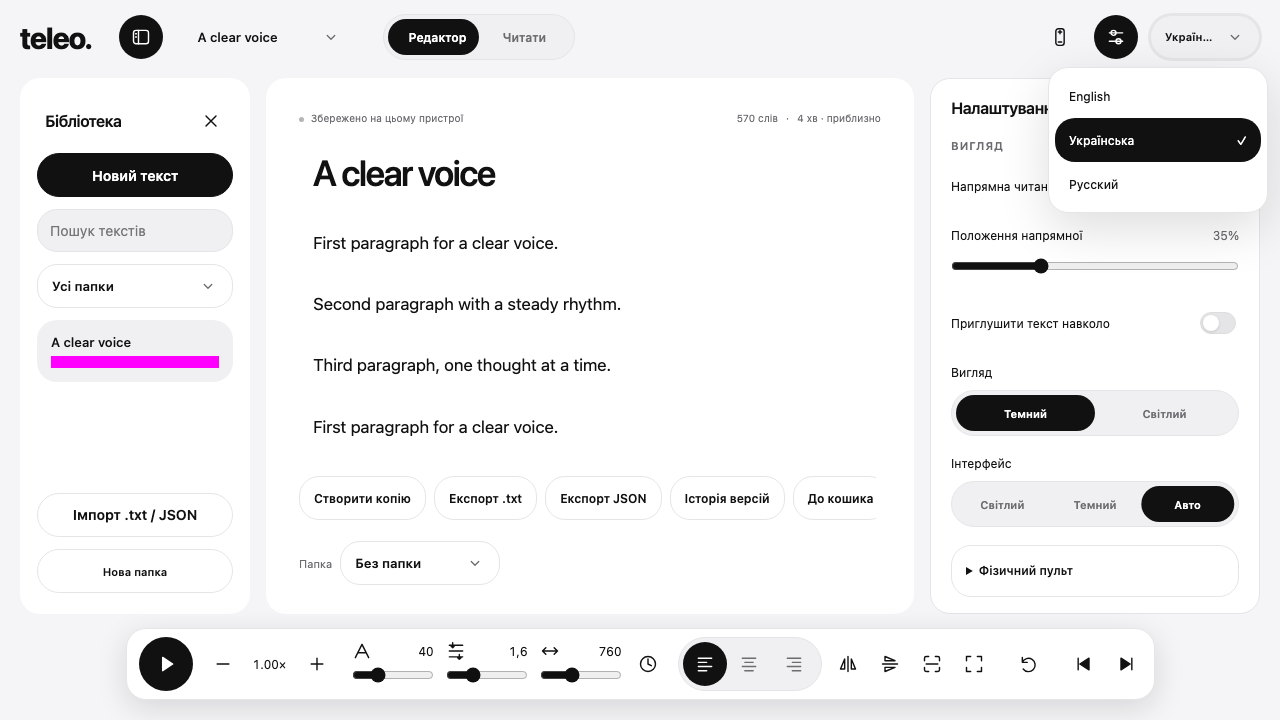 teleo.
A clear voice
Редактор
Читати
Україн...
English
Українська
Русский
Бібліотека
Новий текст
Пошук текстів
Усі папки
A clear voice
Імпорт .txt / JSON
Нова папка
Збережено на цьому пристрої
570 слів · 4 хв · приблизно
A clear voice
First paragraph for a clear voice.
Second paragraph with a steady rhythm.
Third paragraph, one thought at a time.
First paragraph for a clear voice.
Створити копію
Експорт .txt
Експорт JSON
Історія версій
До кошика
Папка
Без папки
ВИГЛЯД
Положення напрямної
35%
Приглушити текст навколо
Вигляд
Темний
Світлий
Інтерфейс
Світлий
Темний
Авто
Фізичний пульт
1.00×
40
1,6
760